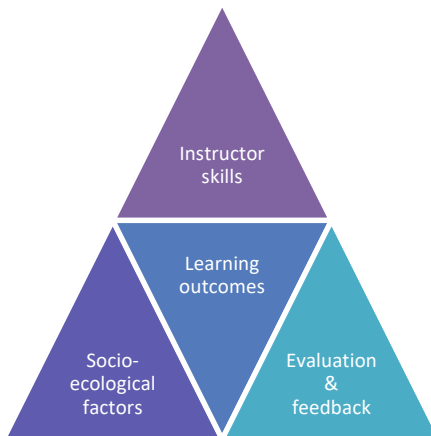 Instructor
skills
Learning
outcomes
Socio-
ecological
factors
Evaluation
&
feedback